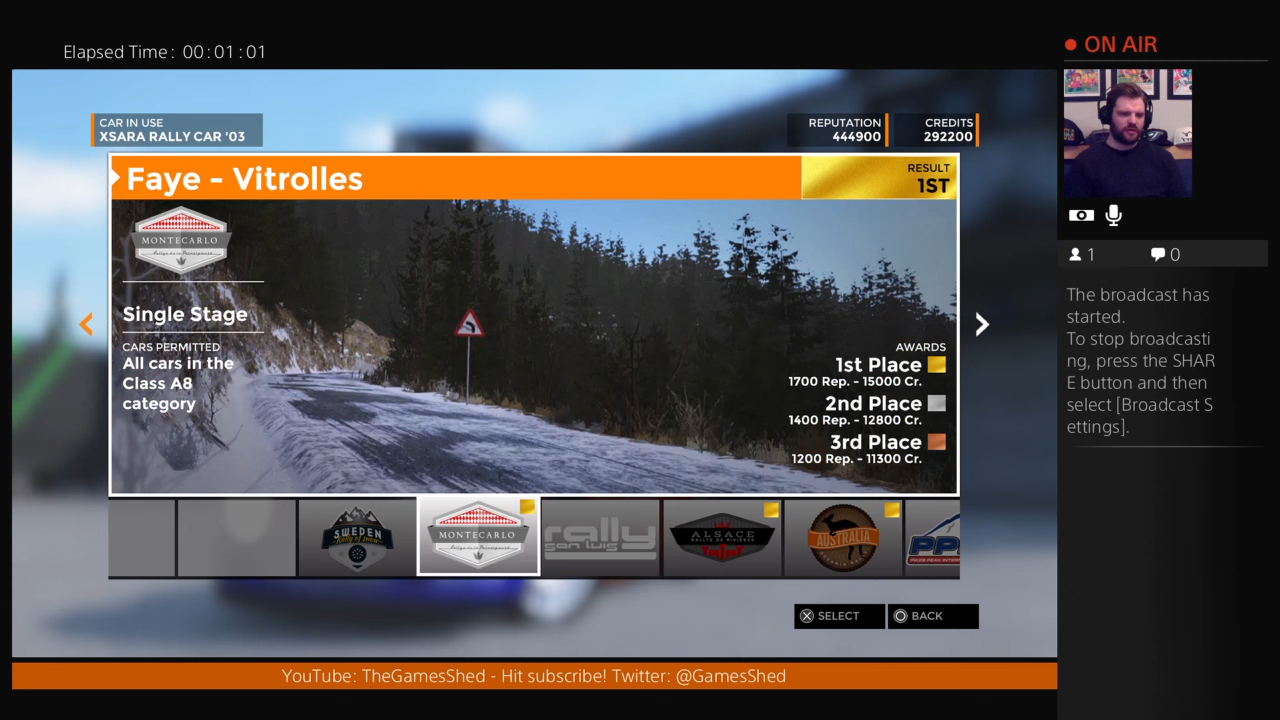 Elapsed Time: 00:01:01
ON AIR
CAR IN USE
XSARA RALLY CAR '03
REPUTATION
444900
CREDITS
292200
Faye - Vitrolles
RESULT
1ST
MONTECARLO
Single Stage
CARS PERMITTED
All cars in the
Class A8
category
AWARDS
1st Place
1700 Rep. - 15000 Cr.
2nd Place
1400 Rep. - 12800 Cr.
3rd Place
1200 Rep. - 11300 Cr.
1
0
The broadcast has
started.
To stop broadcasti
ng, press the SHAR
E button and then
select [Broadcast S
ettings].
SWEDEN
Rally of Snow
MONTECARLO
rally
san luis
ALSACE
AUSTRALIA
SELECT
BACK
YouTube: TheGamesShed - Hit subscribe! Twitter: @GamesShed